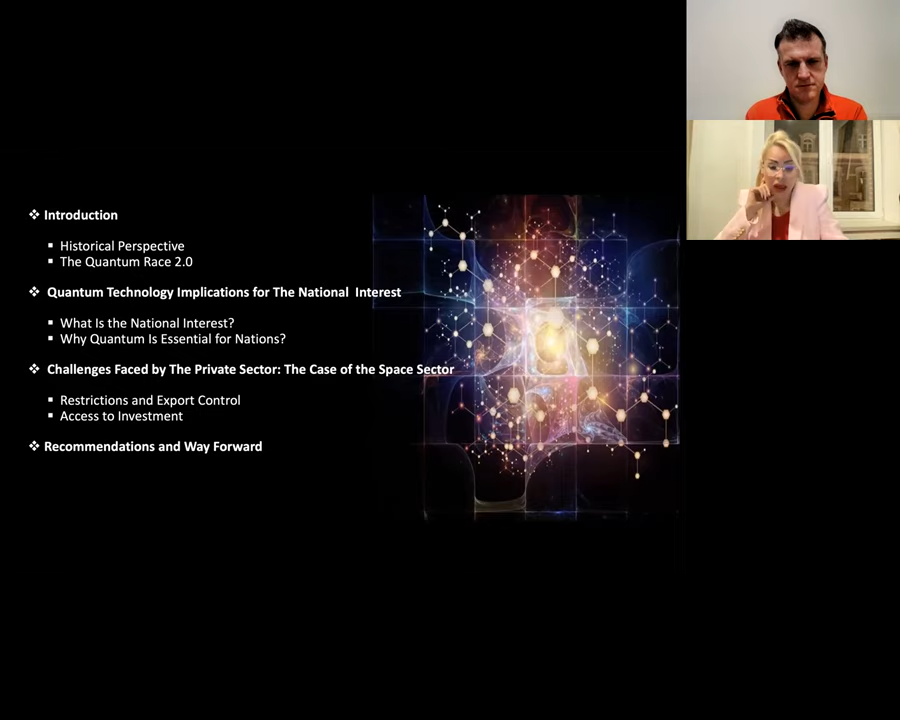 ❖ Introduction
▪ Historical Perspective
▪ The Quantum Race 2.0
❖ Quantum Technology Implications for The National Interest
▪ What Is the National Interest?
▪ Why Quantum Is Essential for Nations?
❖ Challenges Faced by The Private Sector: The Case of the Space Sector
▪ Restrictions and Export Control
▪ Access to Investment
❖ Recommendations and Way Forward